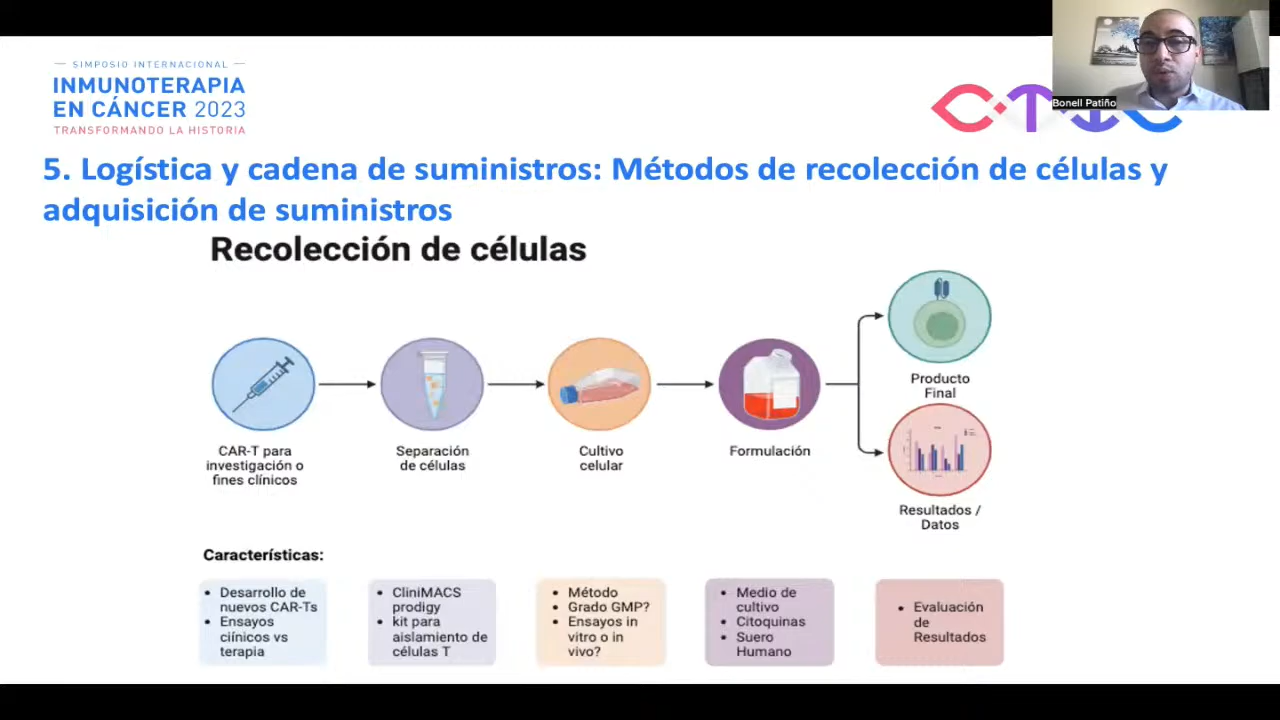 SIMPOSIO INTERNACIONAL
INMUNOTERAPIA
EN CÁNCER 2023
TRANSFORMANDO LA HISTORIA
Bonell Patiño
5. Logística y cadena de suministros: Métodos de recolección de células y
adquisición de suministros
Recolección de células
CAR-T para
investigación o
fines clínicos
Separación
de células
Cultivo
celular
Formulación
Producto
Final
Resultados /
Datos
Características:
• Desarrollo de
nuevos CAR-Ts
• Ensayos
clínicos vs
terapia
• CliniMACS
prodigy
• kit para
aislamiento de
células T
• Método
• Grado GMP?
• Ensayos in
vitro o in
vivo?
• Medio de
cultivo
• Citoquinas
• Suero
Humano
• Evaluación
de
Resultados